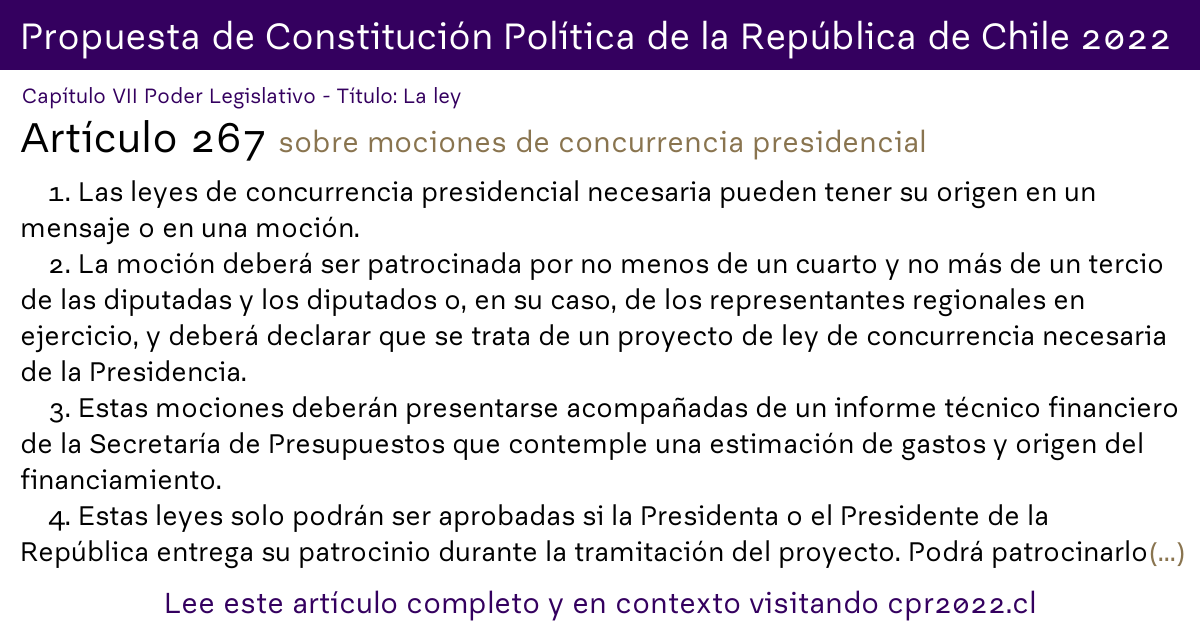 Propuesta de Constitución Política de la República de Chile 2022
Capítulo VII Poder Legislativo - Título: La ley
Artículo 267 sobre mociones de concurrencia presidencial
1. Las leyes de concurrencia presidencial necesaria pueden tener su origen en un
mensaje o en una moción.
2. La moción deberá ser patrocinada por no menos de un cuarto y no más de un tercio
de las diputadas y los diputados o, en su caso, de los representantes regionales en
ejercicio, y deberá declarar que se trata de un proyecto de ley de concurrencia necesaria
de la Presidencia.
3. Estas mociones deberán presentarse acompañadas de un informe técnico financiero
de la Secretaría de Presupuestos que contemple una estimación de gastos y origen del
financiamiento.
4. Estas leyes solo podrán ser aprobadas si la Presidenta o el Presidente de la
República entrega su patrocinio durante la tramitación del proyecto. Podrá patrocinarlo(...)
Lee este artículo completo y en contexto visitando cpr2022.cl